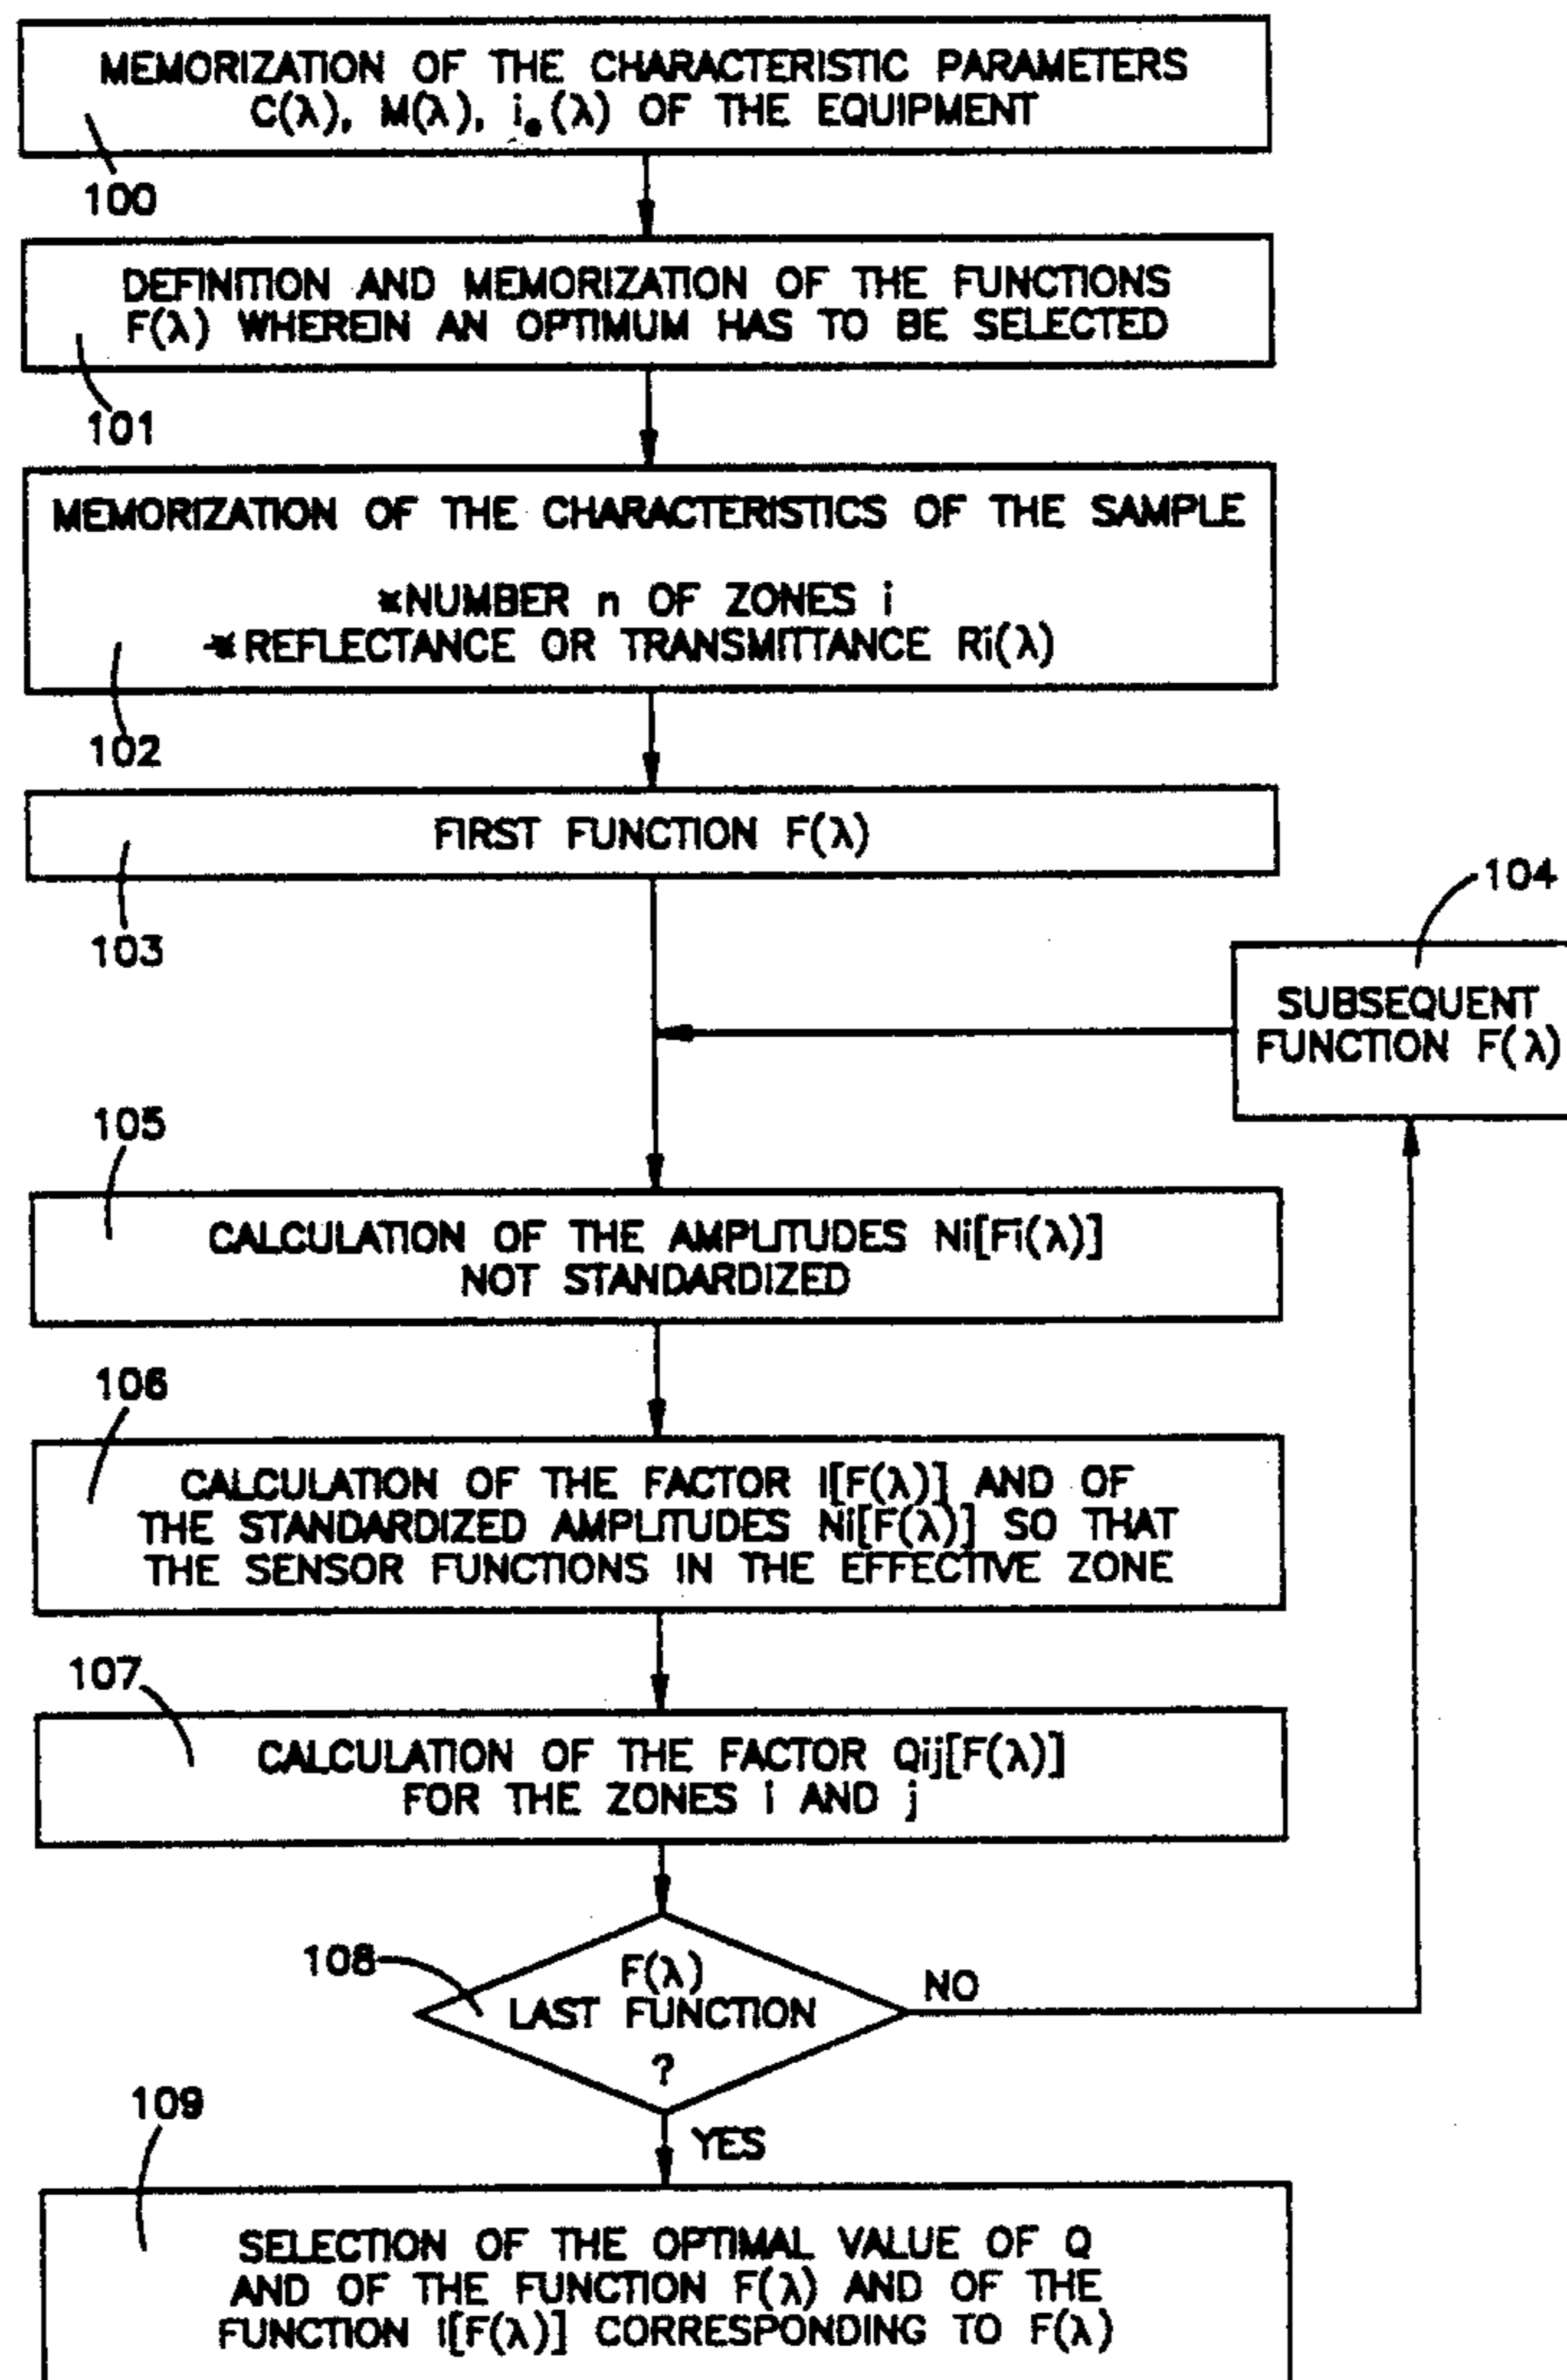 MEMORIZATION OF THE CHARACTERISTIC PARAMETERS
C(λ), M(λ), i₀(λ) OF THE EQUIPMENT
100
DEFINITION AND MEMORIZATION OF THE FUNCTIONS
F(λ) WHEREIN AN OPTIMUM HAS TO BE SELECTED
101
MEMORIZATION OF THE CHARACTERISTICS OF THE SAMPLE
*NUMBER n OF ZONES i
*REFLECTANCE OR TRANSMITTANCE Ri(λ)
102
FIRST FUNCTION F(λ)
103
104
SUBSEQUENT
FUNCTION F(λ)
105
CALCULATION OF THE AMPLITUDES Ni[Fi(λ)]
NOT STANDARDIZED
106
CALCULATION OF THE FACTOR I[F(λ)] AND OF
THE STANDARDIZED AMPLITUDES Ni[F(λ)] SO THAT
THE SENSOR FUNCTIONS IN THE EFFECTIVE ZONE
107
CALCULATION OF THE FACTOR Qij[F(λ)]
FOR THE ZONES i AND j
108
F(λ)
LAST FUNCTION
?
NO
YES
109
SELECTION OF THE OPTIMAL VALUE OF Q
AND OF THE FUNCTION F(λ) AND OF THE
FUNCTION I[F(λ)] CORRESPONDING TO F(λ)